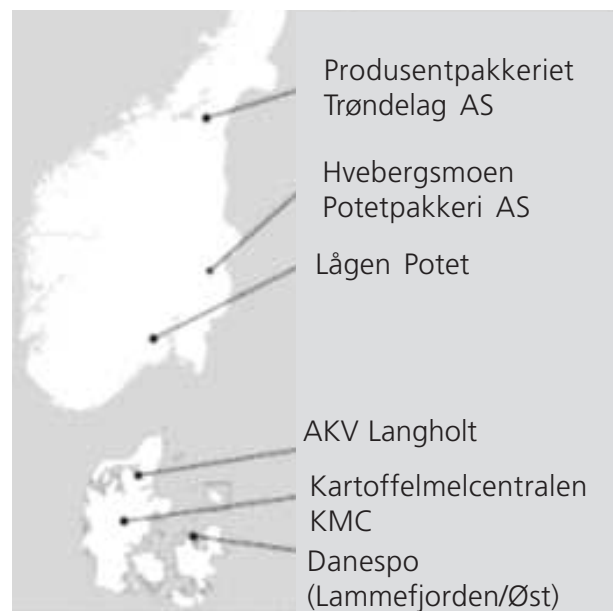 Produsentpakkeriet
Trøndelag AS
Hvebergsmoen
Potetpakkeri AS
Lågen Potet
AKV Langholt
Kartoffelmelcentralen
KMC
Danespo
(Lammefjorden/Øst)